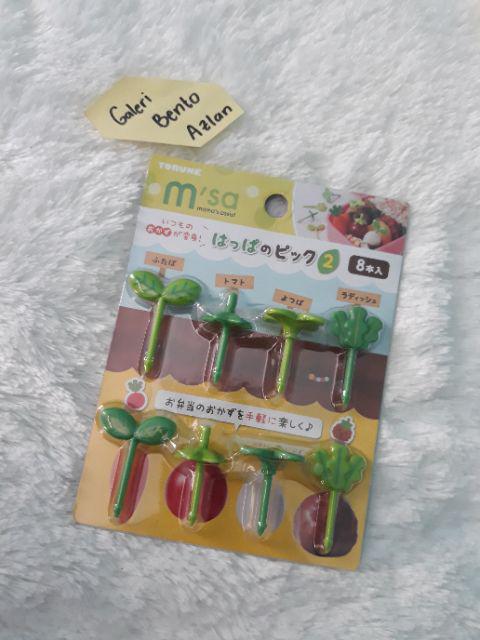 Galeri
Bento
Azlan
TORUNE
m'sa
mama's assist
いつもの
おかずが変身!
はっぱのピック2
8本入
ふたば
トマト
よつば
ラディッシュ
お弁当のおかずを手軽に楽しく♪